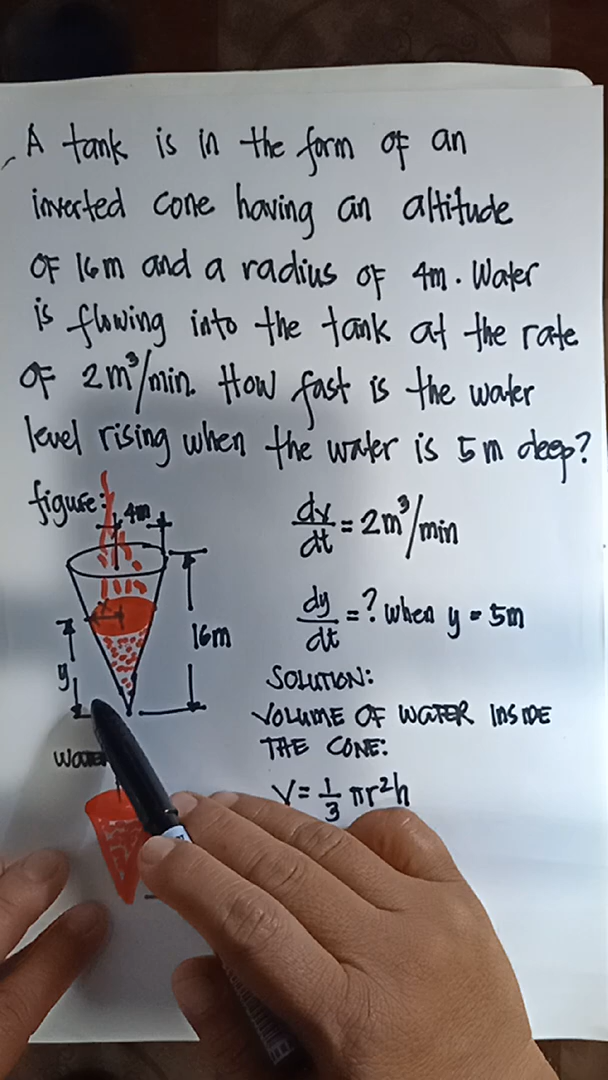 A tank is in the form of an
inverted cone having an altitude
OF 16m and a radius of 4m. Water
is flowing into the tank at the rate
OF 2m³/min. How fast is the water
level rising when the water is 5m deep?
figure:
4m
16m
y
dv/dt = 2m³/min
dy/dt = ? when y = 5m
SOLUTION:
VOLUME OF WATER INSIDE
THE CONE:
V = 1/3 πr²h